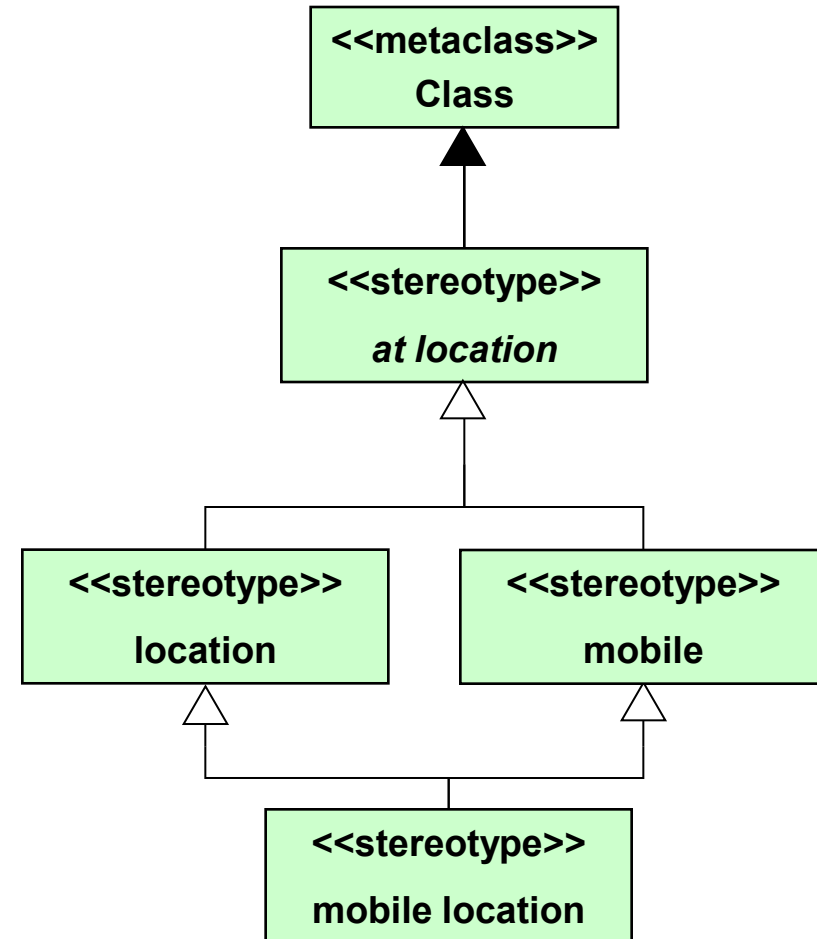 <<metaclass>>
Class
<<stereotype>>
at location
<<stereotype>>
location
<<stereotype>>
mobile
<<stereotype>>
mobile location